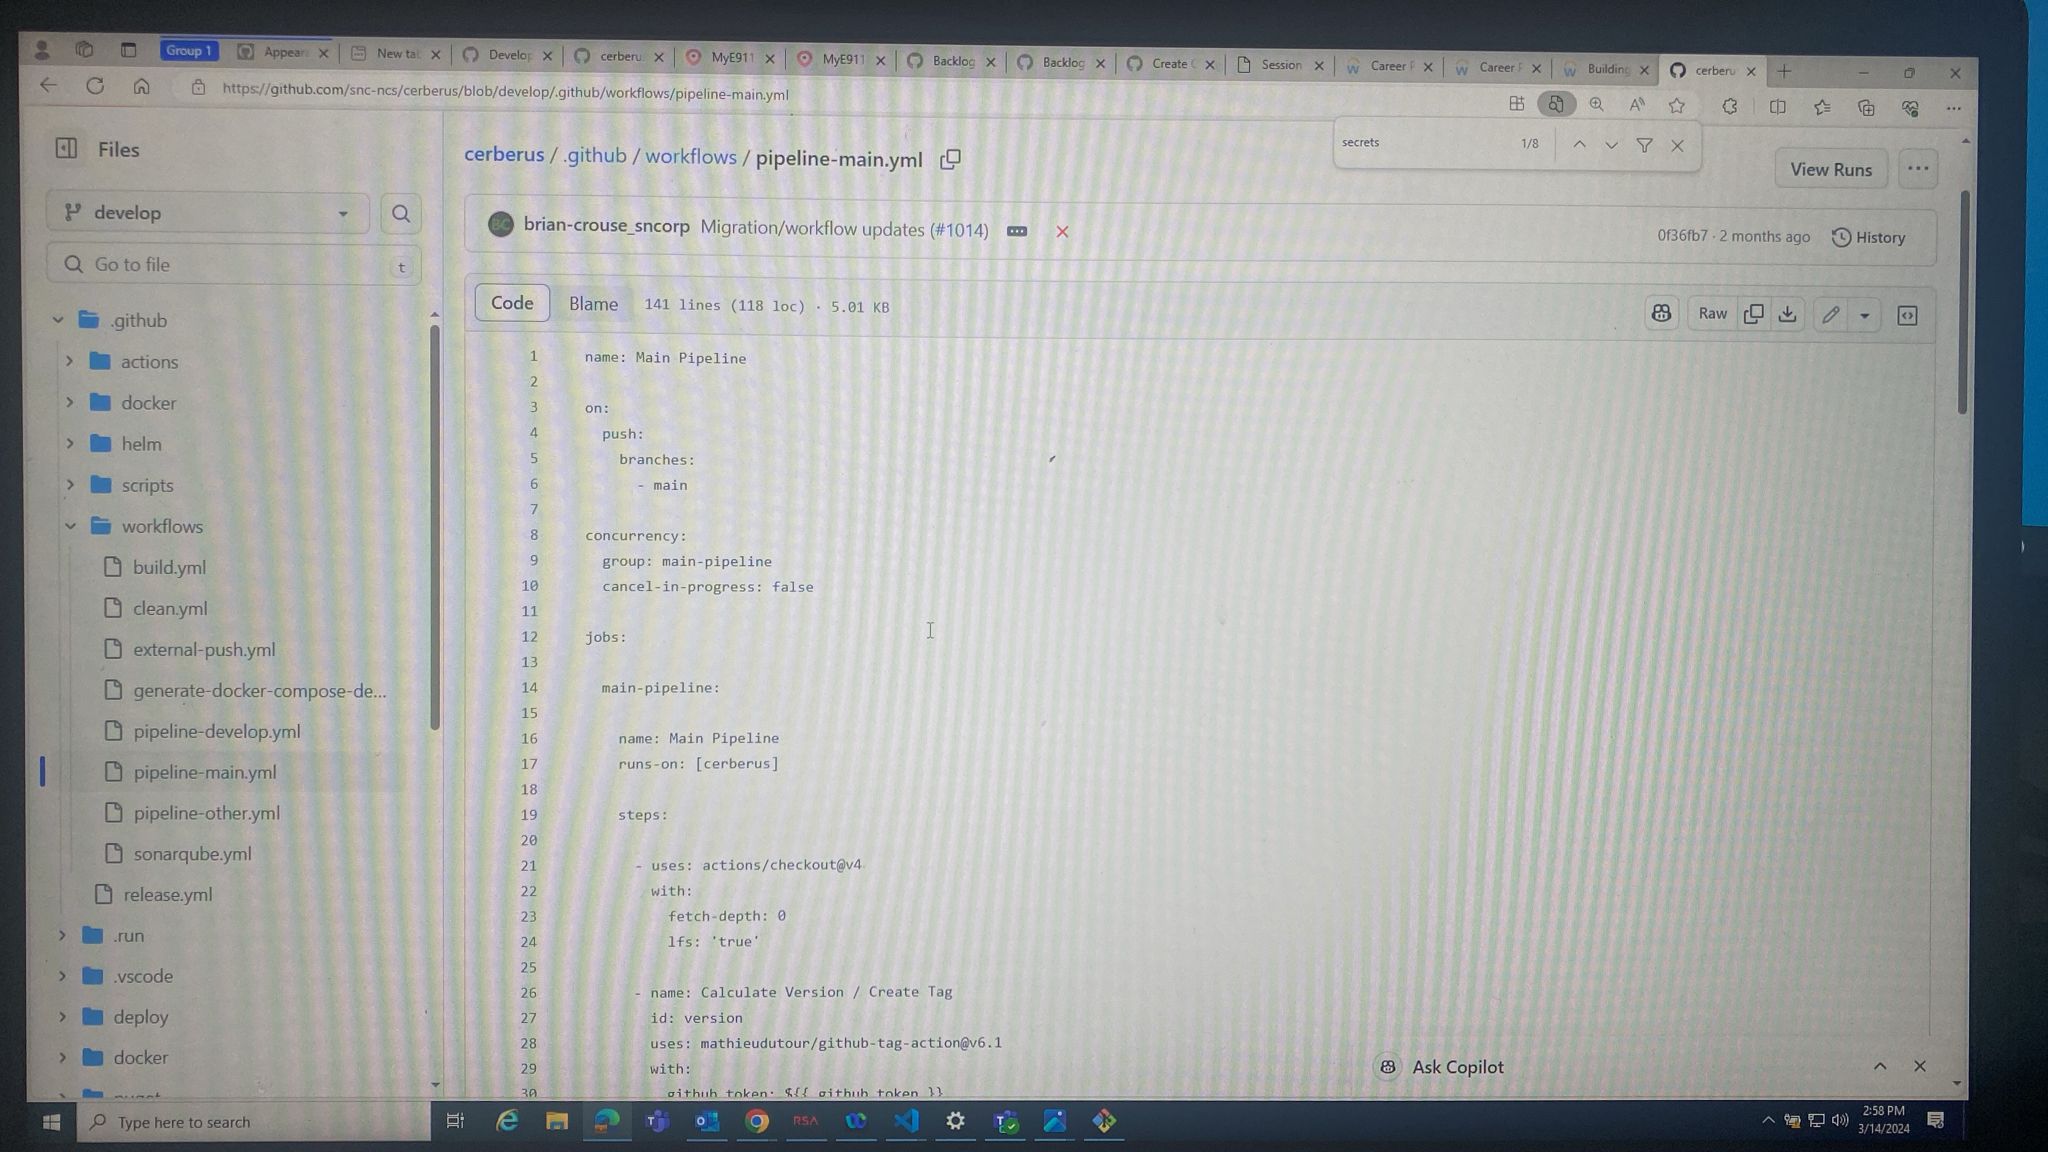 Group 1
Appear
New tab
Develop
cerberu
MyE911
MyE911
Backlog
Backlog
Create C
Session
Career P
Career P
Building
cerberu
https://github.com/snc-ncs/cerberus/blob/develop/.github/workflows/pipeline-main.yml
secrets 1/8
Files
cerberus / .github / workflows / pipeline-main.yml
View Runs
develop
brian-crouse_sncorp Migration/workflow updates (#1014)
0f36fb7 · 2 months ago History
Go to file t
Code Blame 141 lines (118 loc) · 5.01 KB
Raw
.github
actions
docker
helm
scripts
workflows
build.yml
clean.yml
external-push.yml
generate-docker-compose-de...
pipeline-develop.yml
pipeline-main.yml
pipeline-other.yml
sonarqube.yml
release.yml
.run
.vscode
deploy
docker
1 name: Main Pipeline
2
3 on:
4 push:
5 branches:
6 - main
7
8 concurrency:
9 group: main-pipeline
10 cancel-in-progress: false
11
12 jobs:
13
14 main-pipeline:
15
16 name: Main Pipeline
17 runs-on: [cerberus]
18
19 steps:
20
21 - uses: actions/checkout@v4
22 with:
23 fetch-depth: 0
24 lfs: 'true'
25
26 - name: Calculate Version / Create Tag
27 id: version
28 uses: mathieudutour/github-tag-action@v6.1
29 with:
30 github_token: ${{ github.token }}
Ask Copilot
Type here to search
RSA
2:58 PM
3/14/2024